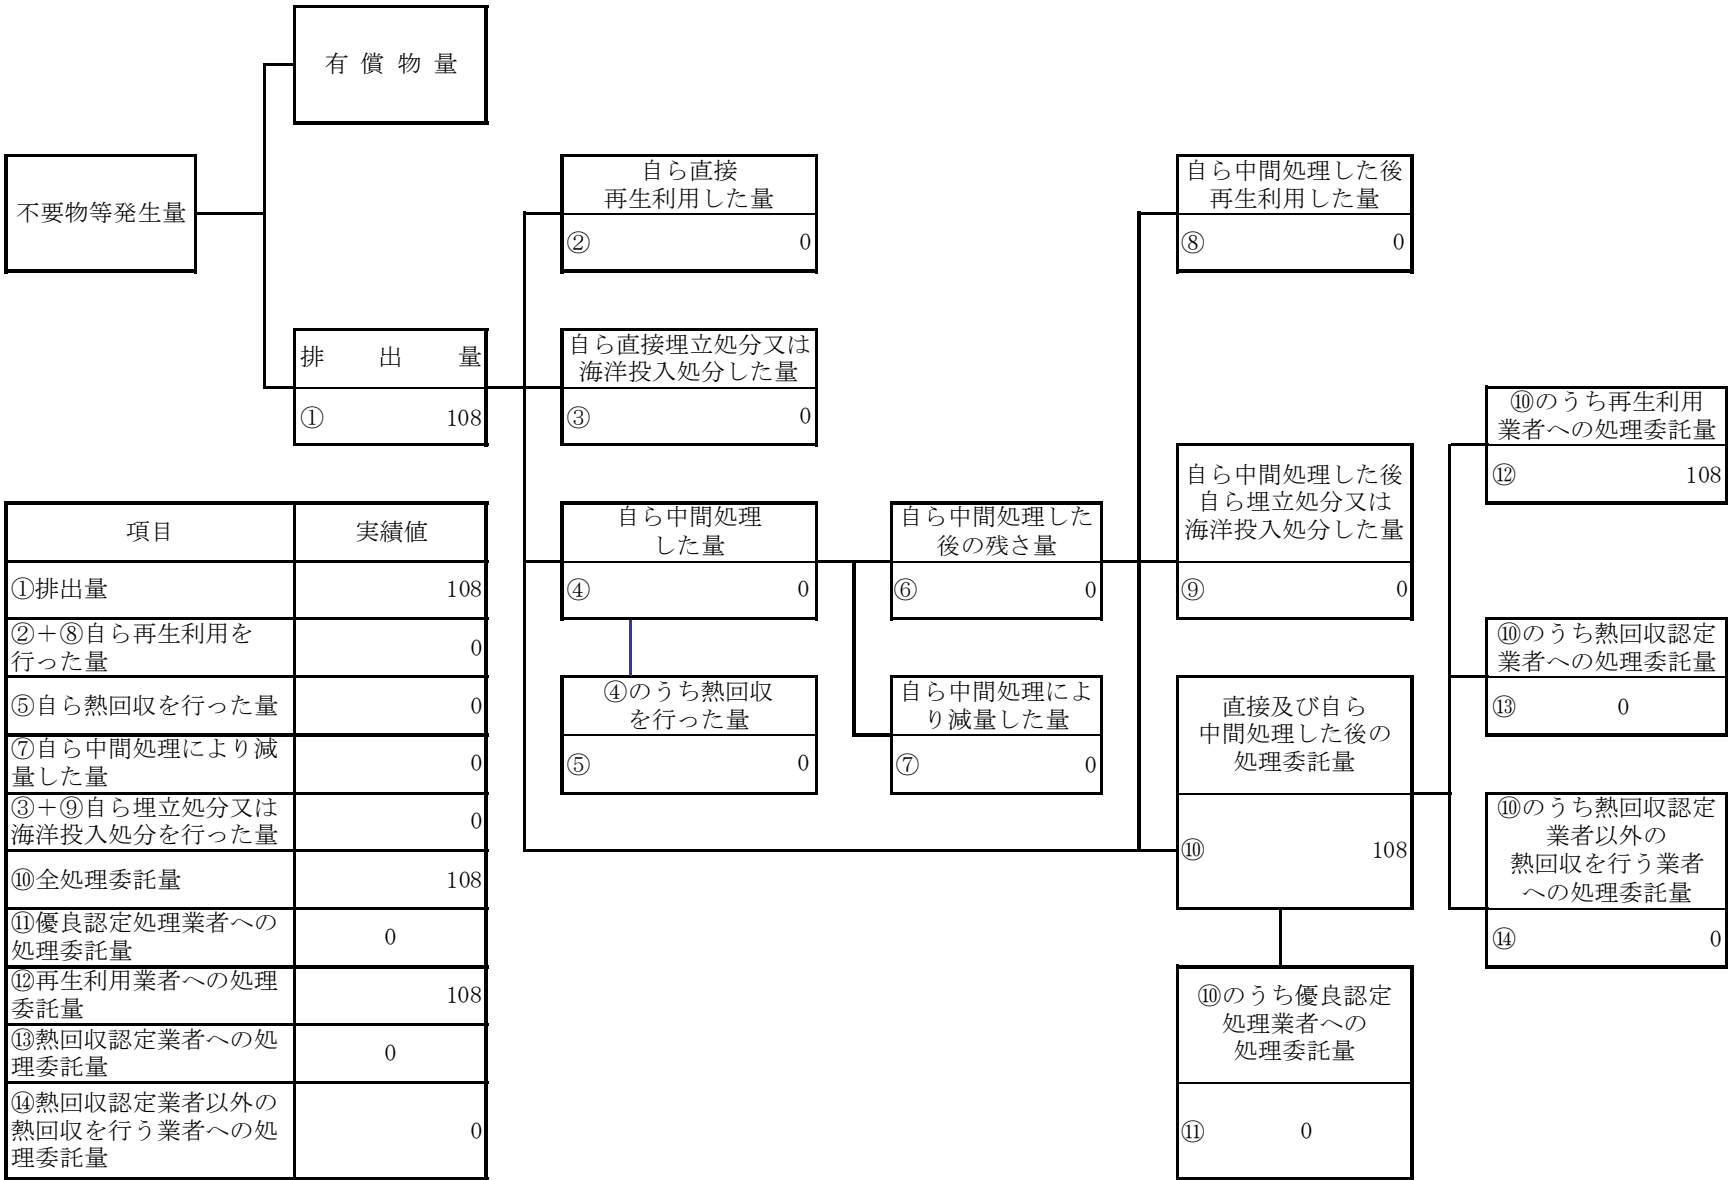 有償物量
不要物等発生量
自ら直接
再生利用した量
② 0
自ら中間処理した後
再生利用した量
⑧ 0
排出量
① 108
自ら直接埋立処分又は
海洋投入処分した量
③ 0
⑩のうち再生利用
業者への処理委託量
⑫ 108
自ら中間処理
した量
④ 0
自ら中間処理した
後の残さ量
⑥ 0
自ら中間処理した後
自ら埋立処分又は
海洋投入処分した量
⑨ 0
⑩のうち熱回収認定
業者への処理委託量
⑬ 0
④のうち熱回収
を行った量
⑤ 0
自ら中間処理によ
り減量した量
⑦ 0
直接及び自ら
中間処理した後の
処理委託量
⑩ 108
⑩のうち熱回収認定
業者以外の
熱回収を行う業者
への処理委託量
⑭ 0
⑩のうち優良認定
処理業者への
処理委託量
⑪ 0
項目 実績値
①排出量 108
②＋⑧自ら再生利用を
行った量 0
⑤自ら熱回収を行った量 0
⑦自ら中間処理により減
量した量 0
③＋⑨自ら埋立処分又は
海洋投入処分を行った量 0
⑩全処理委託量 108
⑪優良認定処理業者への
処理委託量 0
⑫再生利用業者への処理
委託量 108
⑬熱回収認定業者への処
理委託量 0
⑭熱回収認定業者以外の
熱回収を行う業者への処
理委託量 0